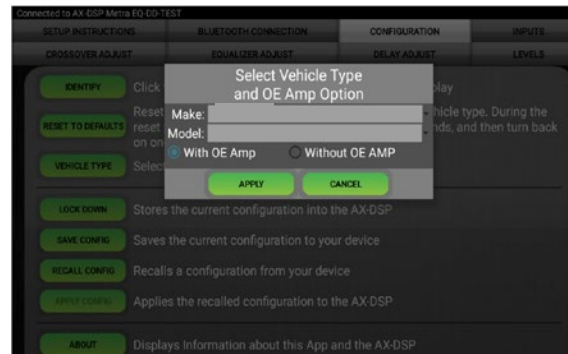 Connected to AX-DSP Metra EQ-DD-TEST
SETUP INSTRUCTIONS BLUETOOTH CONNECTION CONFIGURATION INPUTS
CROSSOVER ADJUST EQUALIZER ADJUST DELAY ADJUST LEVELS
Select Vehicle Type
and OE Amp Option
Make:
Model:
With OE Amp Without OE AMP
APPLY CANCEL
IDENTIFY Click play
Reset hicle type. During the
RESET TO DEFAULTS reset nds, and then turn back
on on
VEHICLE TYPE Select
LOCK DOWN Stores the current configuration into the AX-DSP
SAVE CONFIG Saves the current configuration to your device
RECALL CONFIG Recalls a configuration from your device
APPLY CONFIG Applies the recalled configuration to the AX-DSP
ABOUT Displays Information about this App and the AX-DSP